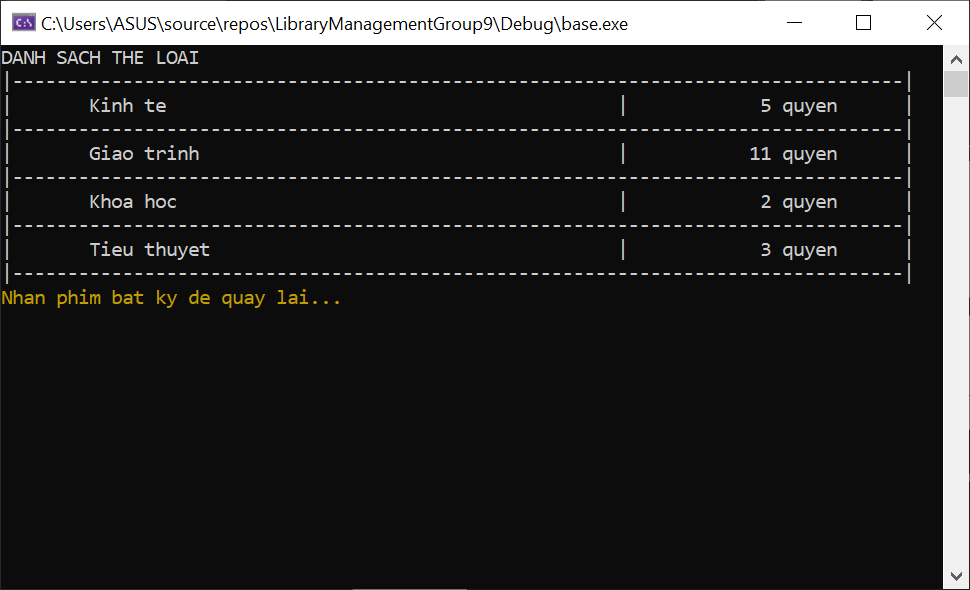 C:\Users\ASUS\source\repos\LibraryManagementGroup9\Debug\base.exe
DANH SACH THE LOAI
|---------------------------------------------------------------------------------|
|       Kinh te                                         |            5 quyen      |
|---------------------------------------------------------------------------------|
|       Giao trinh                                      |           11 quyen      |
|---------------------------------------------------------------------------------|
|       Khoa hoc                                        |            2 quyen      |
|---------------------------------------------------------------------------------|
|       Tieu thuyet                                     |            3 quyen      |
|---------------------------------------------------------------------------------|
Nhan phim bat ky de quay lai...